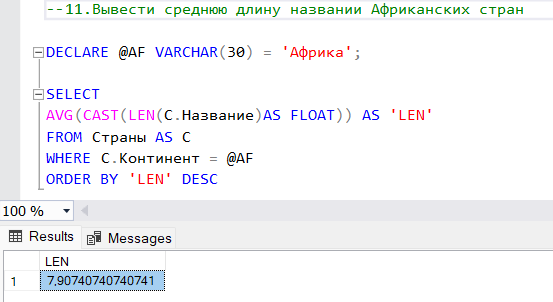 --11.Вывести среднюю длину названии Африканских стран
DECLARE @AF VARCHAR(30) = 'Африка';
SELECT
AVG(CAST(LEN(С.Название)AS FLOAT)) AS 'LEN'
FROM Страны AS С
WHERE С.Континент = @AF
ORDER BY 'LEN' DESC
100 %
Results Messages
LEN
1 7,90740740740741